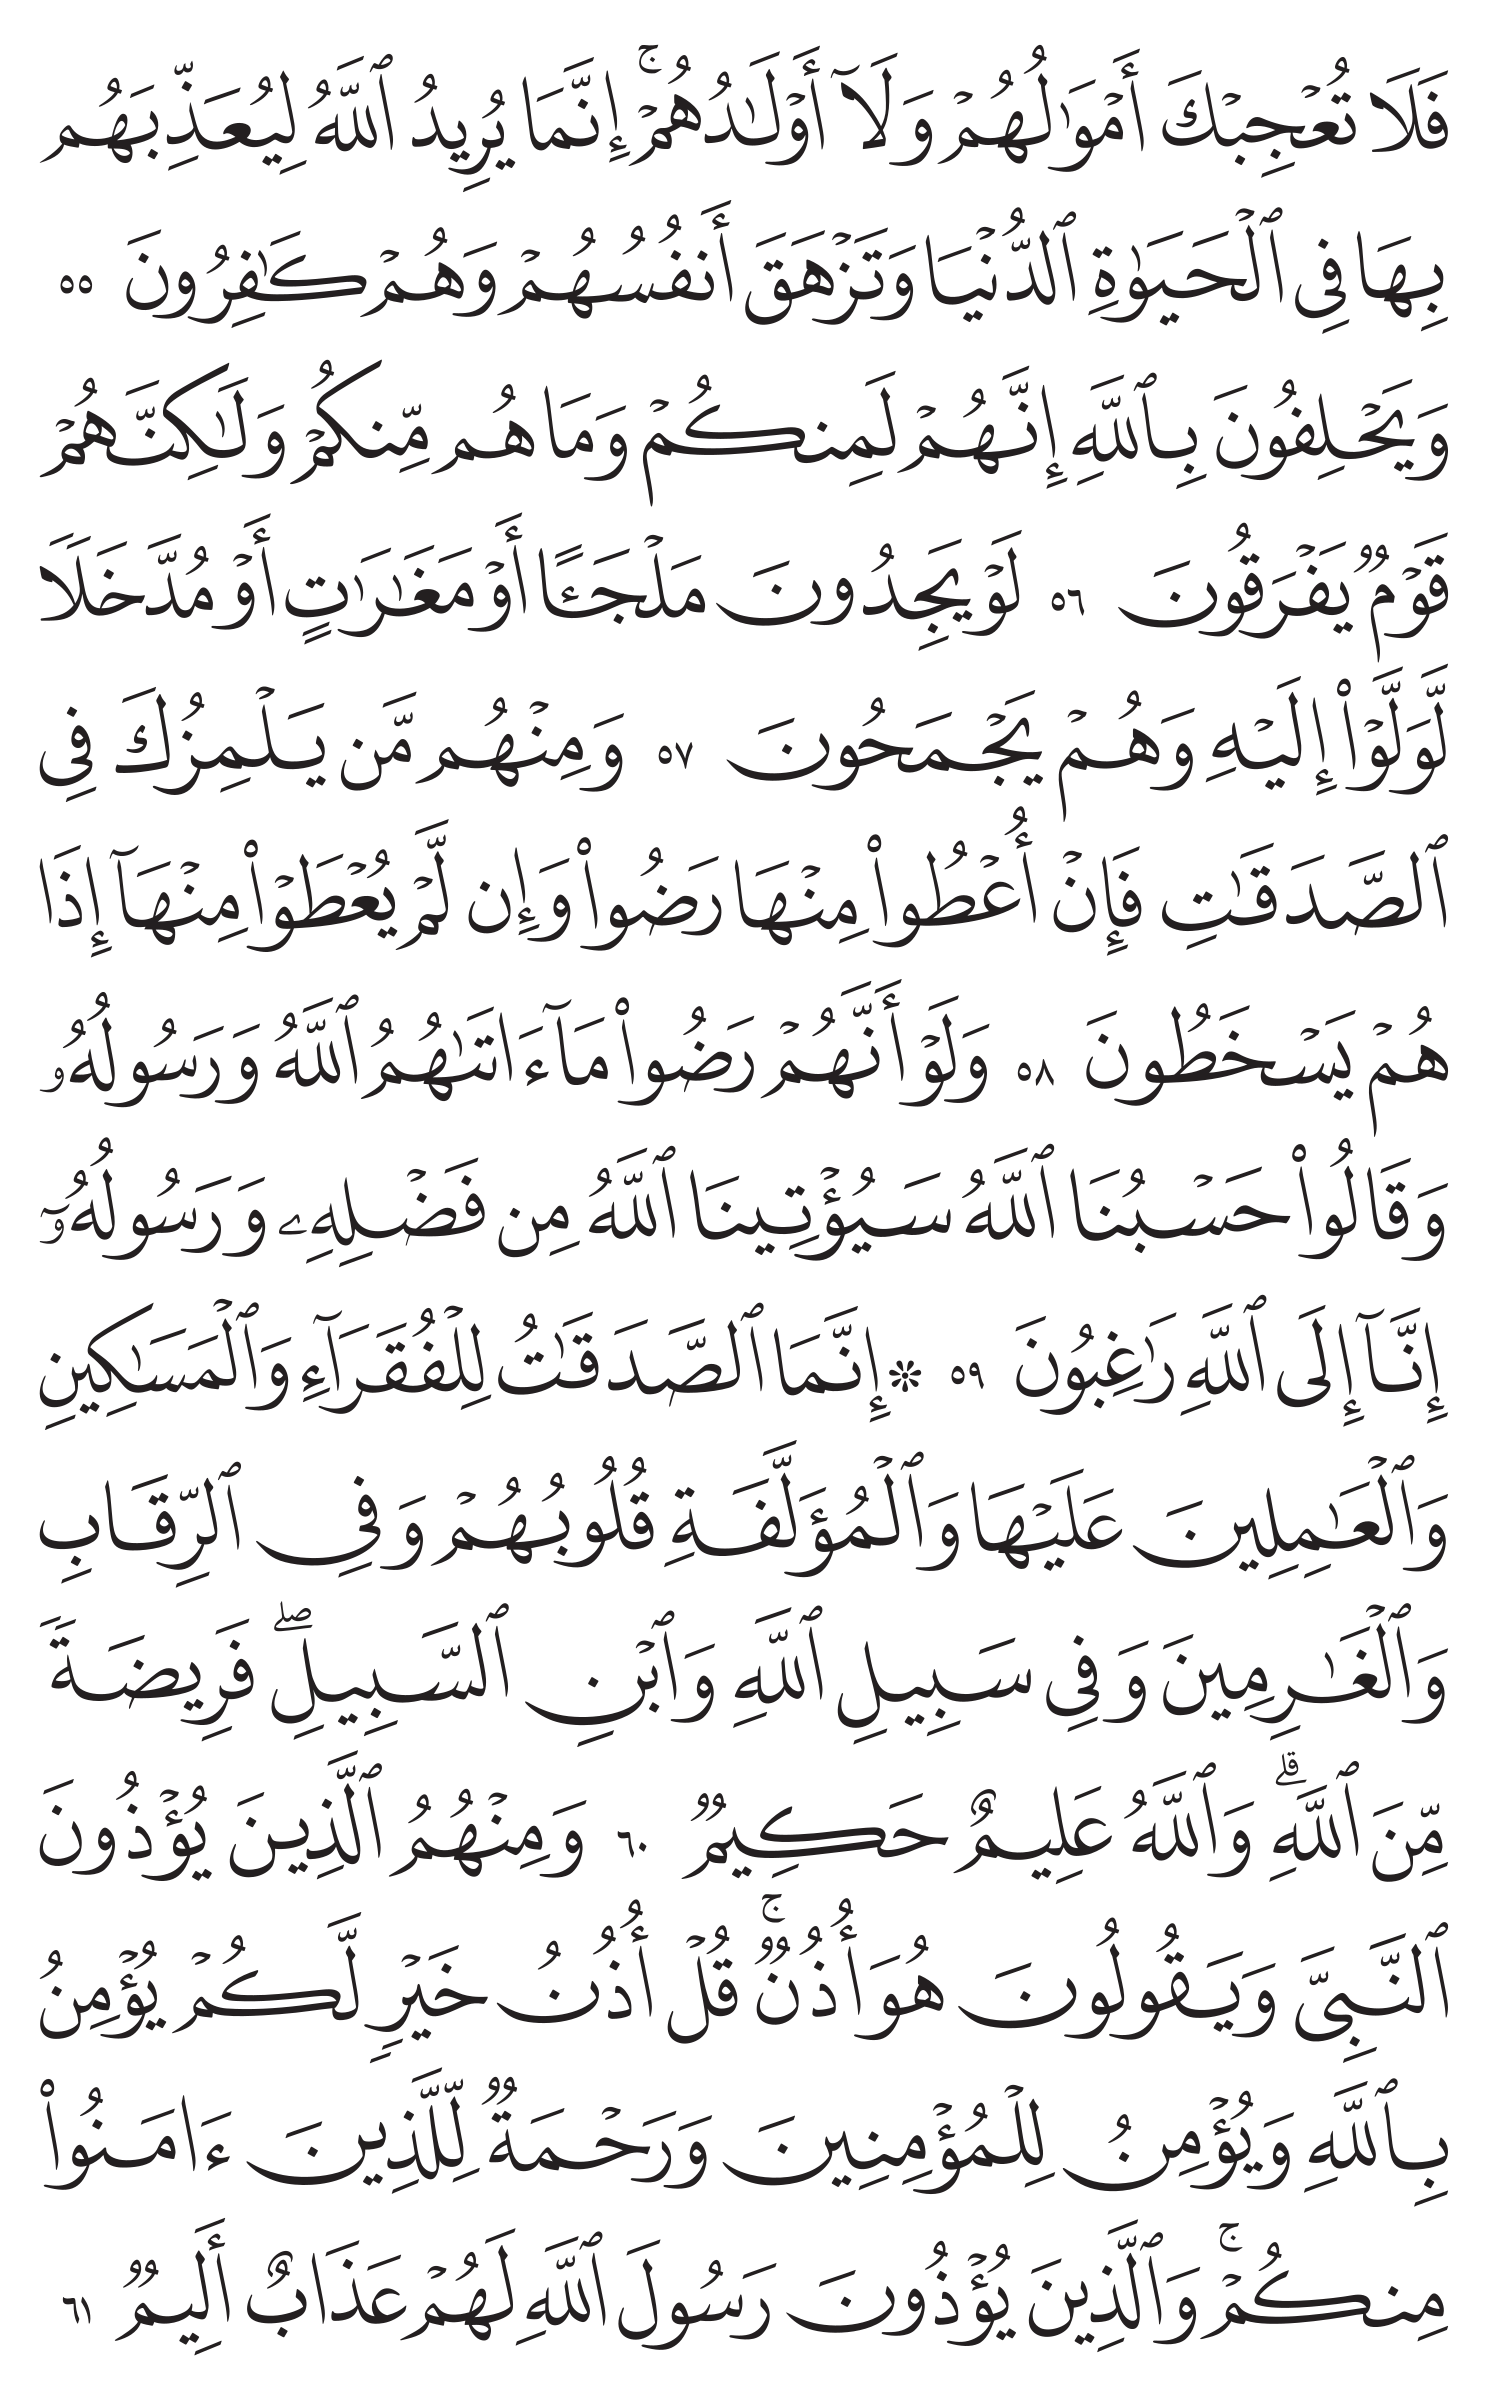 فَلَا تُعۡجِبۡكَ أَمۡوَٰلُهُمۡ وَلَآ أَوۡلَٰدُهُمۡۚ إِنَّمَا يُرِيدُ ٱللَّهُ لِيُعَذِّبَهُم
بِهَا فِي ٱلۡحَيَوٰةِ ٱلدُّنۡيَا وَتَزۡهَقَ أَنفُسُهُمۡ وَهُمۡ كَٰفِرُونَ ٥٥
وَيَحۡلِفُونَ بِٱللَّهِ إِنَّهُمۡ لَمِنكُمۡ وَمَا هُم مِّنكُمۡ وَلَٰكِنَّهُمۡ
قَوۡمٞ يَفۡرَقُونَ ٥٦ لَوۡ يَجِدُونَ مَلۡجَـًٔا أَوۡ مَغَٰرَٰتٍ أَوۡ مُدَّخَلٗا
لَّوَلَّوۡاْ إِلَيۡهِ وَهُمۡ يَجۡمَحُونَ ٥٧ وَمِنۡهُم مَّن يَلۡمِزُكَ فِي
ٱلصَّدَقَٰتِ فَإِنۡ أُعۡطُواْ مِنۡهَا رَضُواْ وَإِن لَّمۡ يُعۡطَوۡاْ مِنۡهَآ إِذَا
هُمۡ يَسۡخَطُونَ ٥٨ وَلَوۡ أَنَّهُمۡ رَضُواْ مَآ ءَاتَىٰهُمُ ٱللَّهُ وَرَسُولُهُۥ
وَقَالُواْ حَسۡبُنَا ٱللَّهُ سَيُؤۡتِينَا ٱللَّهُ مِن فَضۡلِهِۦ وَرَسُولُهُۥٓ
إِنَّآ إِلَى ٱللَّهِ رَٰغِبُونَ ٥٩ ۞إِنَّمَا ٱلصَّدَقَٰتُ لِلۡفُقَرَآءِ وَٱلۡمَسَٰكِينِ
وَٱلۡعَٰمِلِينَ عَلَيۡهَا وَٱلۡمُؤَلَّفَةِ قُلُوبُهُمۡ وَفِي ٱلرِّقَابِ
وَٱلۡغَٰرِمِينَ وَفِي سَبِيلِ ٱللَّهِ وَٱبۡنِ ٱلسَّبِيلِۖ فَرِيضَةٗ
مِّنَ ٱللَّهِۗ وَٱللَّهُ عَلِيمٌ حَكِيمٞ ٦٠ وَمِنۡهُمُ ٱلَّذِينَ يُؤۡذُونَ
ٱلنَّبِيَّ وَيَقُولُونَ هُوَ أُذُنٞۚ قُلۡ أُذُنُ خَيۡرٖ لَّكُمۡ يُؤۡمِنُ
بِٱللَّهِ وَيُؤۡمِنُ لِلۡمُؤۡمِنِينَ وَرَحۡمَةٞ لِّلَّذِينَ ءَامَنُواْ
مِنكُمۡۚ وَٱلَّذِينَ يُؤۡذُونَ رَسُولَ ٱللَّهِ لَهُمۡ عَذَابٌ أَلِيمٞ ٦١